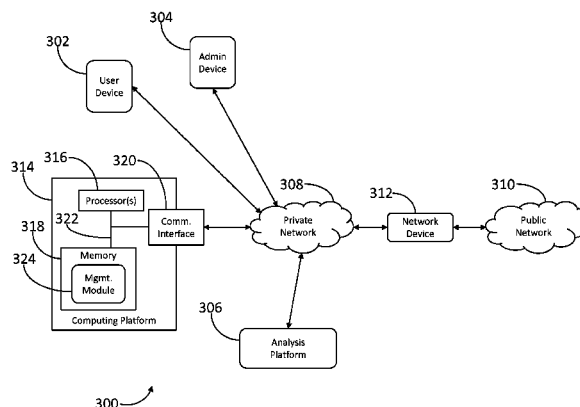 304
302
Admin
Device
User
Device
316
320
314
308
312
310
Processor(s)
322
Comm.
Interface
Private
Network
Network
Device
Public
Network
318
Memory
324
Mgmt.
Module
Computing Platform
306
Analysis
Platform
300